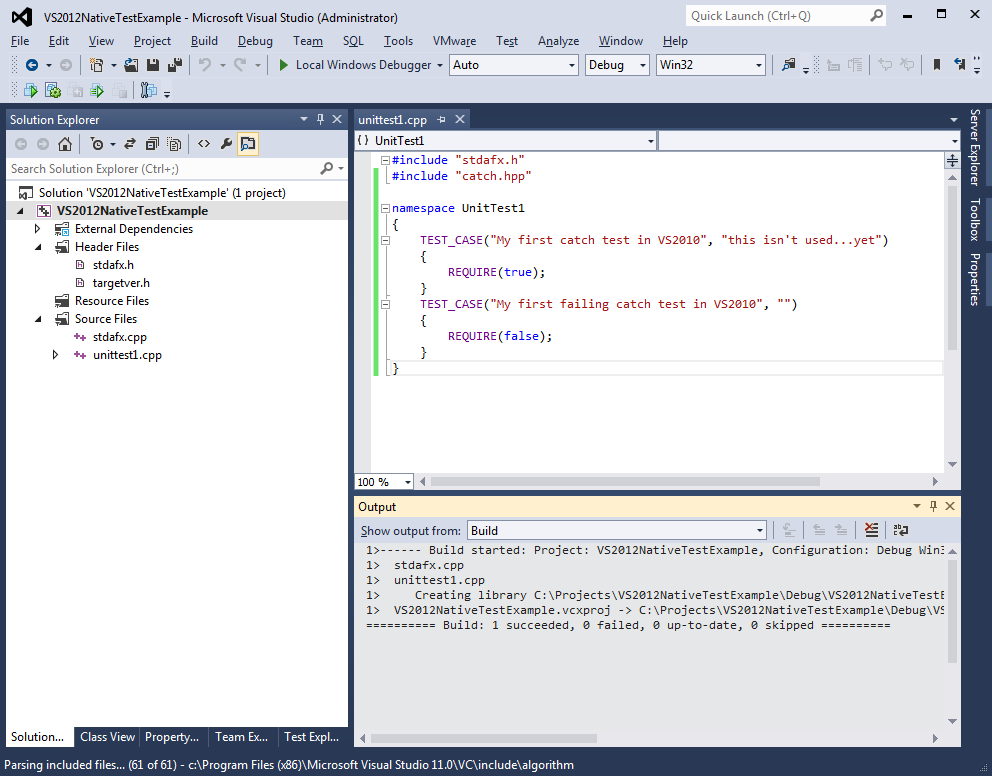 VS2012NativeTestExample - Microsoft Visual Studio (Administrator)
Quick Launch (Ctrl+Q)
File Edit View Project Build Debug Team SQL Tools VMware Test Analyze Window Help
Local Windows Debugger Auto Debug Win32
Solution Explorer
Search Solution Explorer (Ctrl+;)
Solution 'VS2012NativeTestExample' (1 project)
VS2012NativeTestExample
External Dependencies
Header Files
stdafx.h
targetver.h
Resource Files
Source Files
stdafx.cpp
unittest1.cpp
Solution... Class View Property... Team Ex... Test Expl...
unittest1.cpp
{ } UnitTest1
#include "stdafx.h"
#include "catch.hpp"
namespace UnitTest1
{
TEST_CASE("My first catch test in VS2010", "this isn't used...yet")
{
REQUIRE(true);
}
TEST_CASE("My first failing catch test in VS2010", "")
{
REQUIRE(false);
}
}
100 %
Output
Show output from: Build
1>------ Build started: Project: VS2012NativeTestExample, Configuration: Debug Win3
1> stdafx.cpp
1> unittest1.cpp
1> Creating library C:\Projects\VS2012NativeTestExample\Debug\VS2012NativeTestE
1> VS2012NativeTestExample.vcxproj -> C:\Projects\VS2012NativeTestExample\Debug\VS
========== Build: 1 succeeded, 0 failed, 0 up-to-date, 0 skipped ==========
Server Explorer
Toolbox
Properties
Parsing included files... (61 of 61) - c:\Program Files (x86)\Microsoft Visual Studio 11.0\VC\include\algorithm